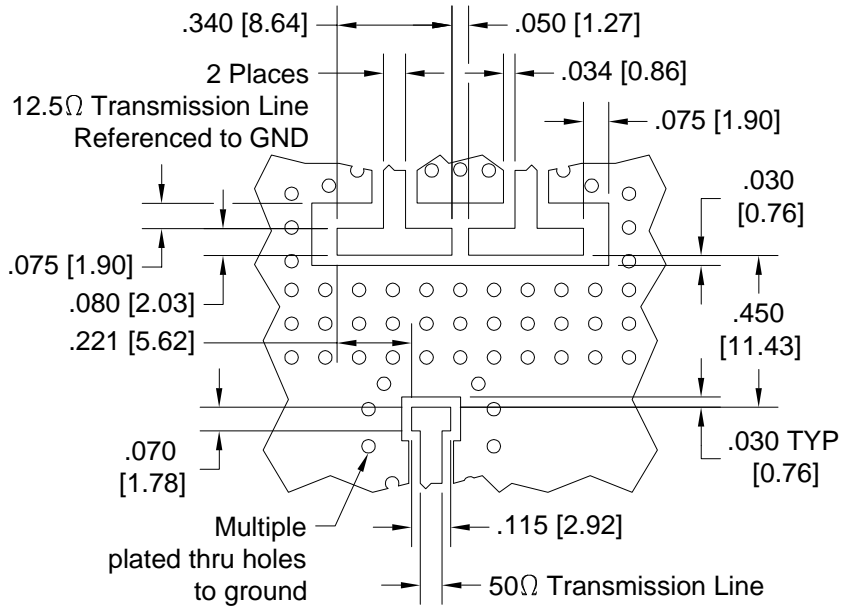 .340 [8.64]
.050 [1.27]
2 Places
12.5Ω Transmission Line
Referenced to GND
.034 [0.86]
.075 [1.90]
.030
[0.76]
.075 [1.90]
.080 [2.03]
.221 [5.62]
.450
[11.43]
.070
[1.78]
.030 TYP
[0.76]
Multiple
plated thru holes
to ground
.115 [2.92]
50Ω Transmission Line